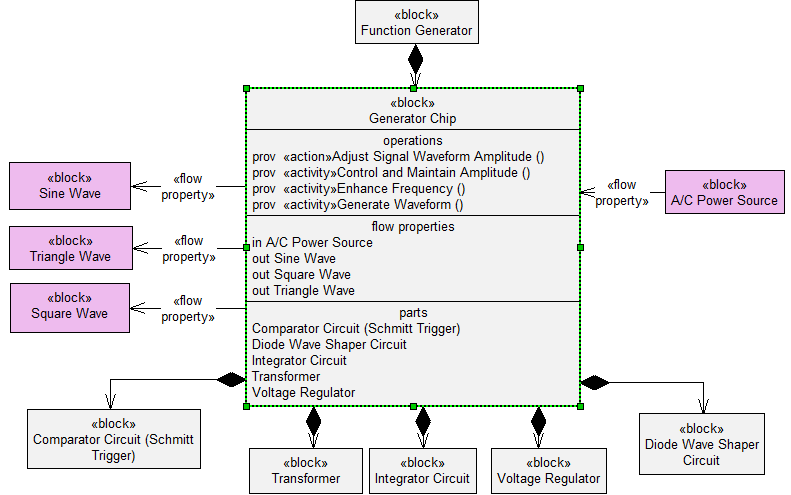 «block»
Function Generator
«block»
Generator Chip
operations
prov «action»Adjust Signal Waveform Amplitude ()
prov «activity»Control and Maintain Amplitude ()
prov «activity»Enhance Frequency ()
prov «activity»Generate Waveform ()
flow properties
in A/C Power Source
out Sine Wave
out Square Wave
out Triangle Wave
parts
Comparator Circuit (Schmitt Trigger)
Diode Wave Shaper Circuit
Integrator Circuit
Transformer
Voltage Regulator
«block»
Sine Wave
«flow
property»
«block»
Triangle Wave
«flow
property»
«block»
Square Wave
«flow
property»
«flow
property»
«block»
A/C Power Source
«block»
Comparator Circuit (Schmitt
Trigger)
«block»
Transformer
«block»
Integrator Circuit
«block»
Voltage Regulator
«block»
Diode Wave Shaper
Circuit